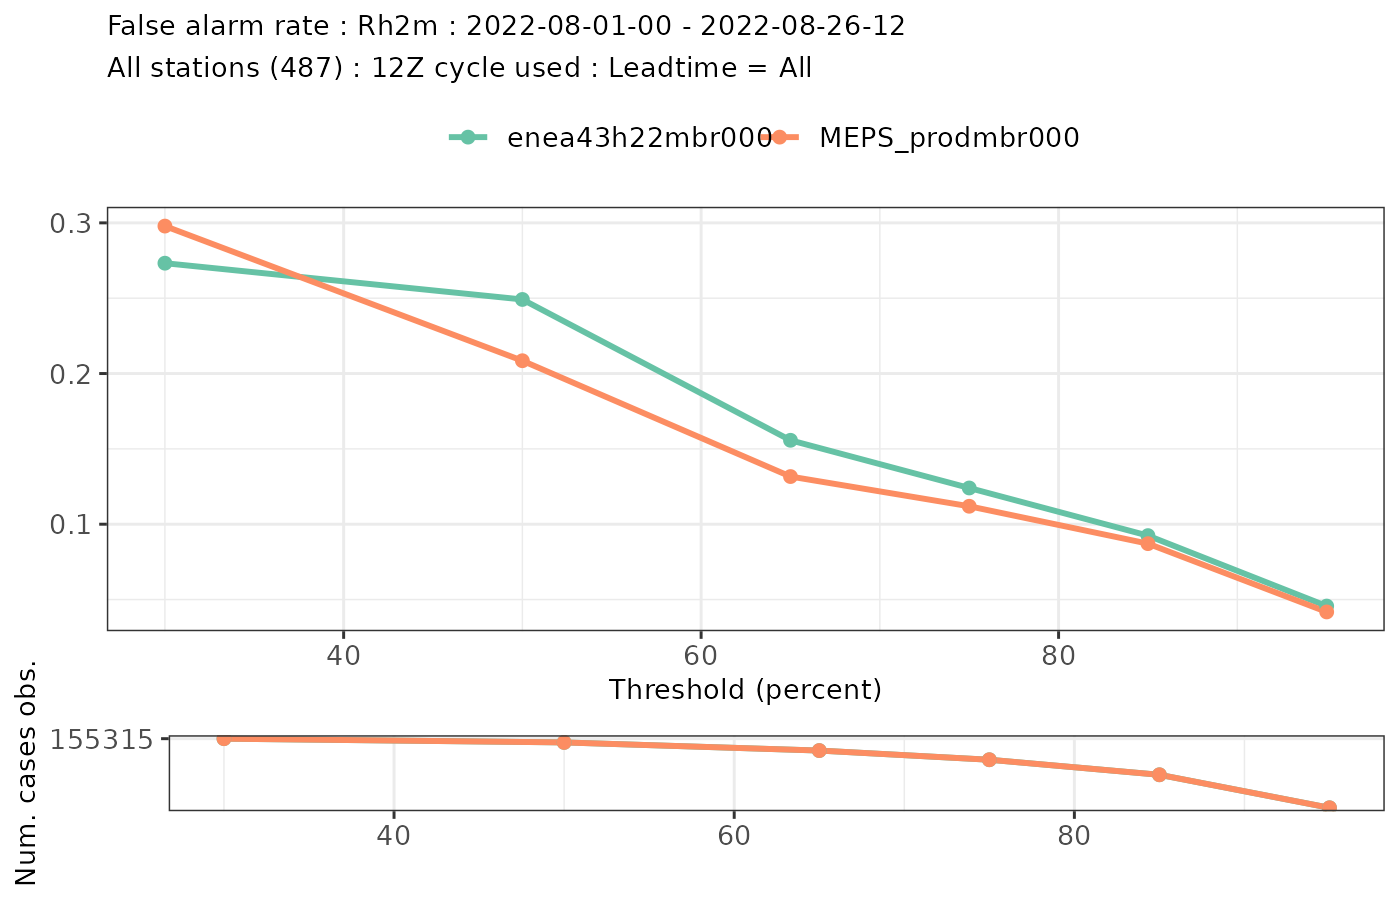 False alarm rate : Rh2m : 2022-08-01-00 - 2022-08-26-12
All stations (487) : 12Z cycle used : Leadtime = All
enea43h22mbr000 MEPS_prodmbr000
0.3
0.2
0.1
40 60 80
Threshold (percent)
Num. cases obs.
155315
40 60 80